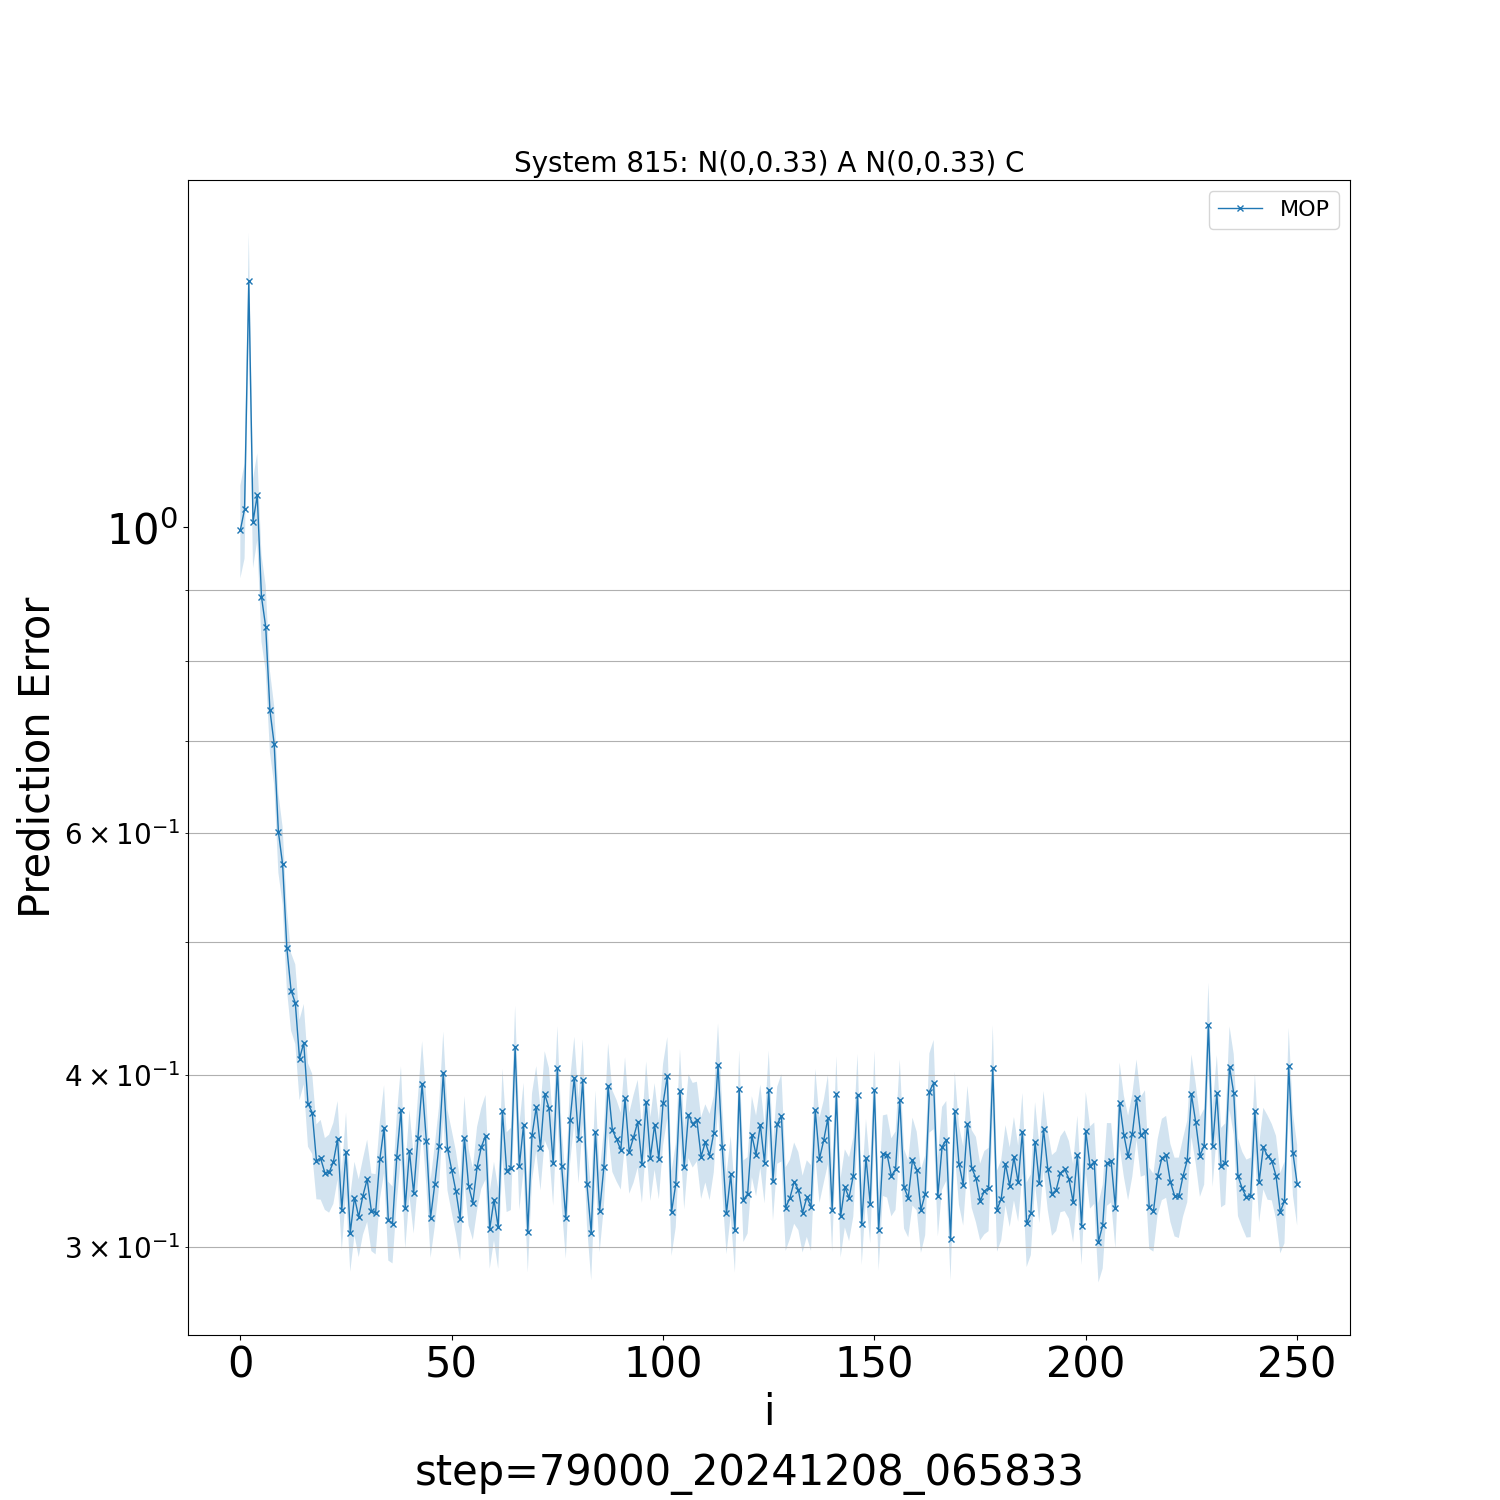 System 815: N(0,0.33) A N(0,0.33) C
MOP
Prediction Error
10⁰
6 × 10⁻¹
4 × 10⁻¹
3 × 10⁻¹
0 50 100 150 200 250
i
step=79000_20241208_065833